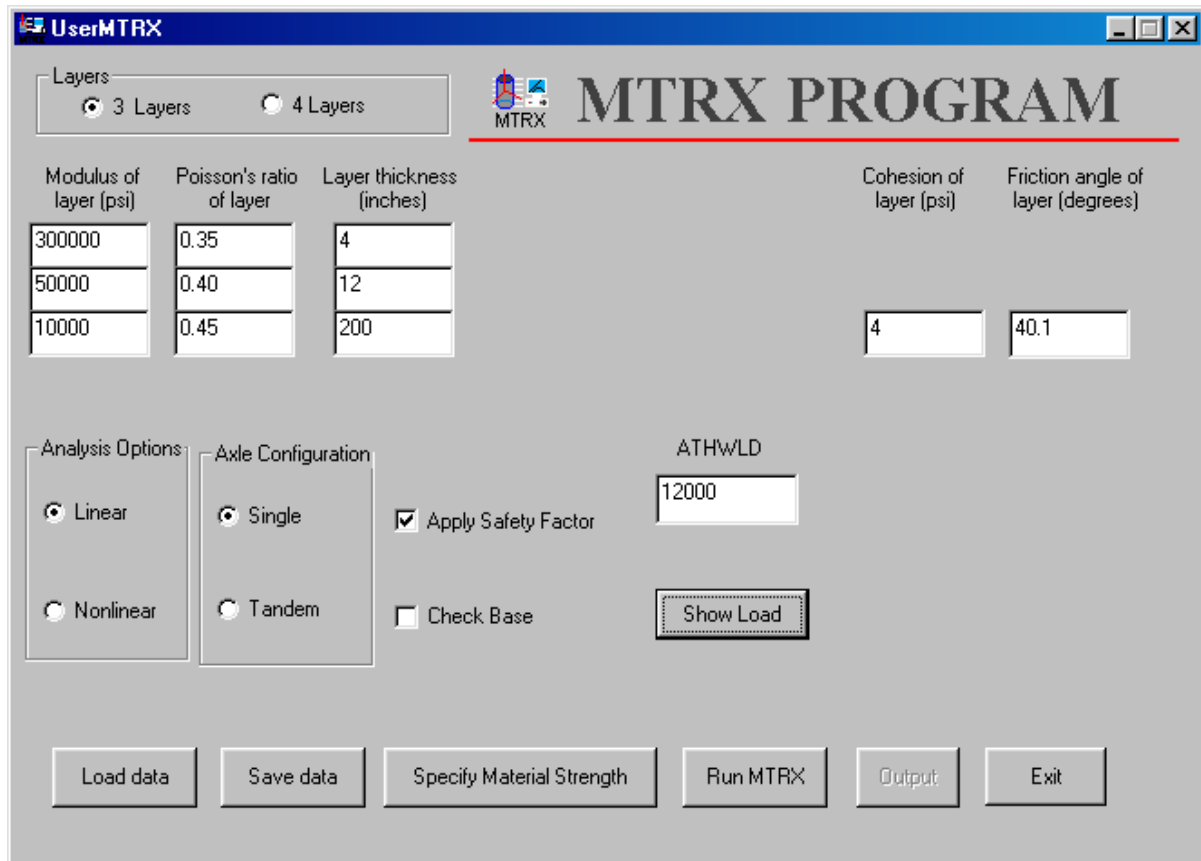 UserMTRX
Layers
3 Layers
4 Layers
MTRX
MTRX PROGRAM
Modulus of
layer (psi)
Poisson's ratio
of layer
Layer thickness
(inches)
Cohesion of
layer (psi)
Friction angle of
layer (degrees)
300000
0.35
4
50000
0.40
12
10000
0.45
200
4
40.1
Analysis Options
Linear
Nonlinear
Axle Configuration
Single
Tandem
Apply Safety Factor
Check Base
ATHWLD
12000
Show Load
Load data
Save data
Specify Material Strength
Run MTRX
Output
Exit